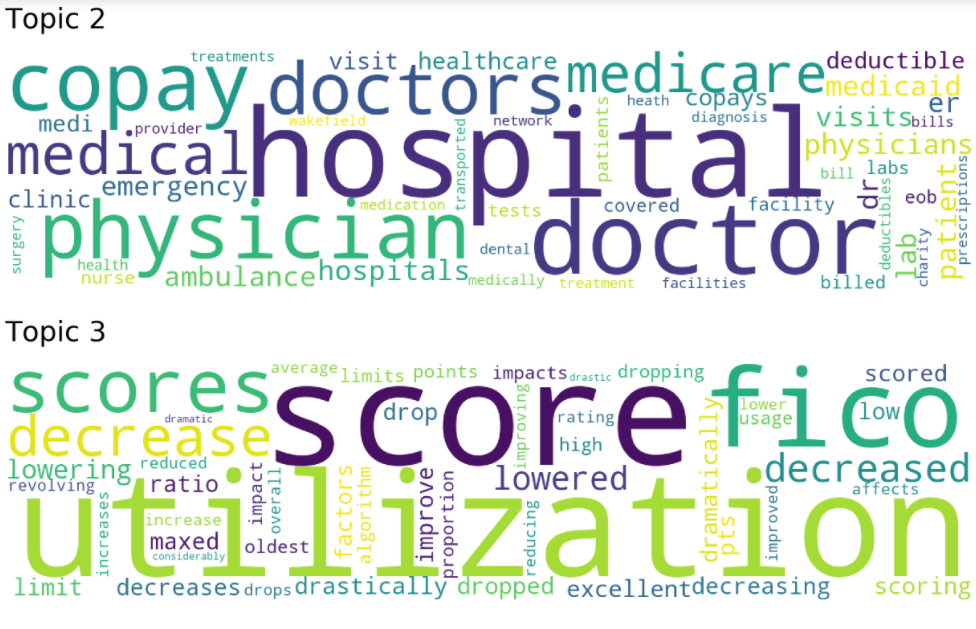 Topic 2
treatments
copay
doctors
visit
healthcare
medicare
deductible
medicaid
er
medi
provider
wakefield
network
heath
copays
diagnosis
visits
bills
medical
hospital
patients
physicians
transported
bill
labs
clinic
emergency
medication
tests
covered
facility
dr
eob
prescriptions
surgery
physician
doctor
deductibles
lab
charity
patient
health
nurse
ambulance
hospitals
dental
medically
treatment
facilities
billed
Topic 3
scores
average
limits
points
impacts
drastic
dropping
fico
scored
score
drop
improving
rating
lower
usage
low
decrease
dramatic
high
dramatically
lowering
reduced
lowered
decreased
revolving
ratio
impact
overall
factors
algorithm
improve
proportion
affects
utilization
increases
increase
maxed
considerably
oldest
reducing
pts
improved
limit
decreases
drops
drastically
dropped
excellent
decreasing
scoring